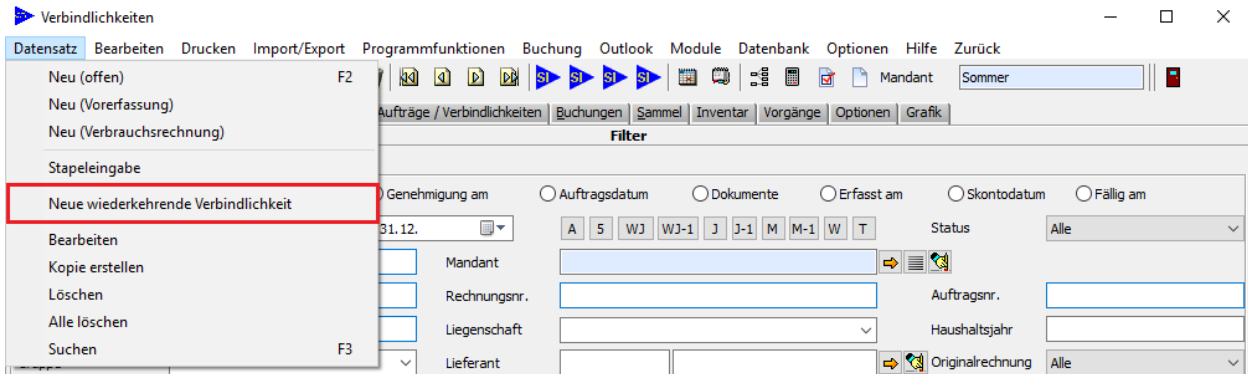 Verbindlichkeiten
Datensatz Bearbeiten Drucken Import/Export Programmfunktionen Buchung Outlook Module Datenbank Optionen Hilfe Zurück
Neu (offen) F2 SI SI SI SI Mandant Sommer
Neu (Vorerfassung) Aufträge / Verbindlichkeiten Buchungen Sammel Inventar Vorgänge Optionen Grafik
Neu (Verbrauchsrechnung) Filter
Stapeleingabe
Neue wiederkehrende Verbindlichkeit Genehmigung am Auftragsdatum Dokumente Erfasst am Skontodatum Fällig am
31.12. A 5 WJ WJ-1 J J-1 M M-1 W T Status Alle
Bearbeiten
Kopie erstellen Mandant
Löschen Rechnungsnr. Auftragsnr.
Alle löschen Liegenschaft Haushaltsjahr
Suchen F3
Lieferant Originalrechnung Alle